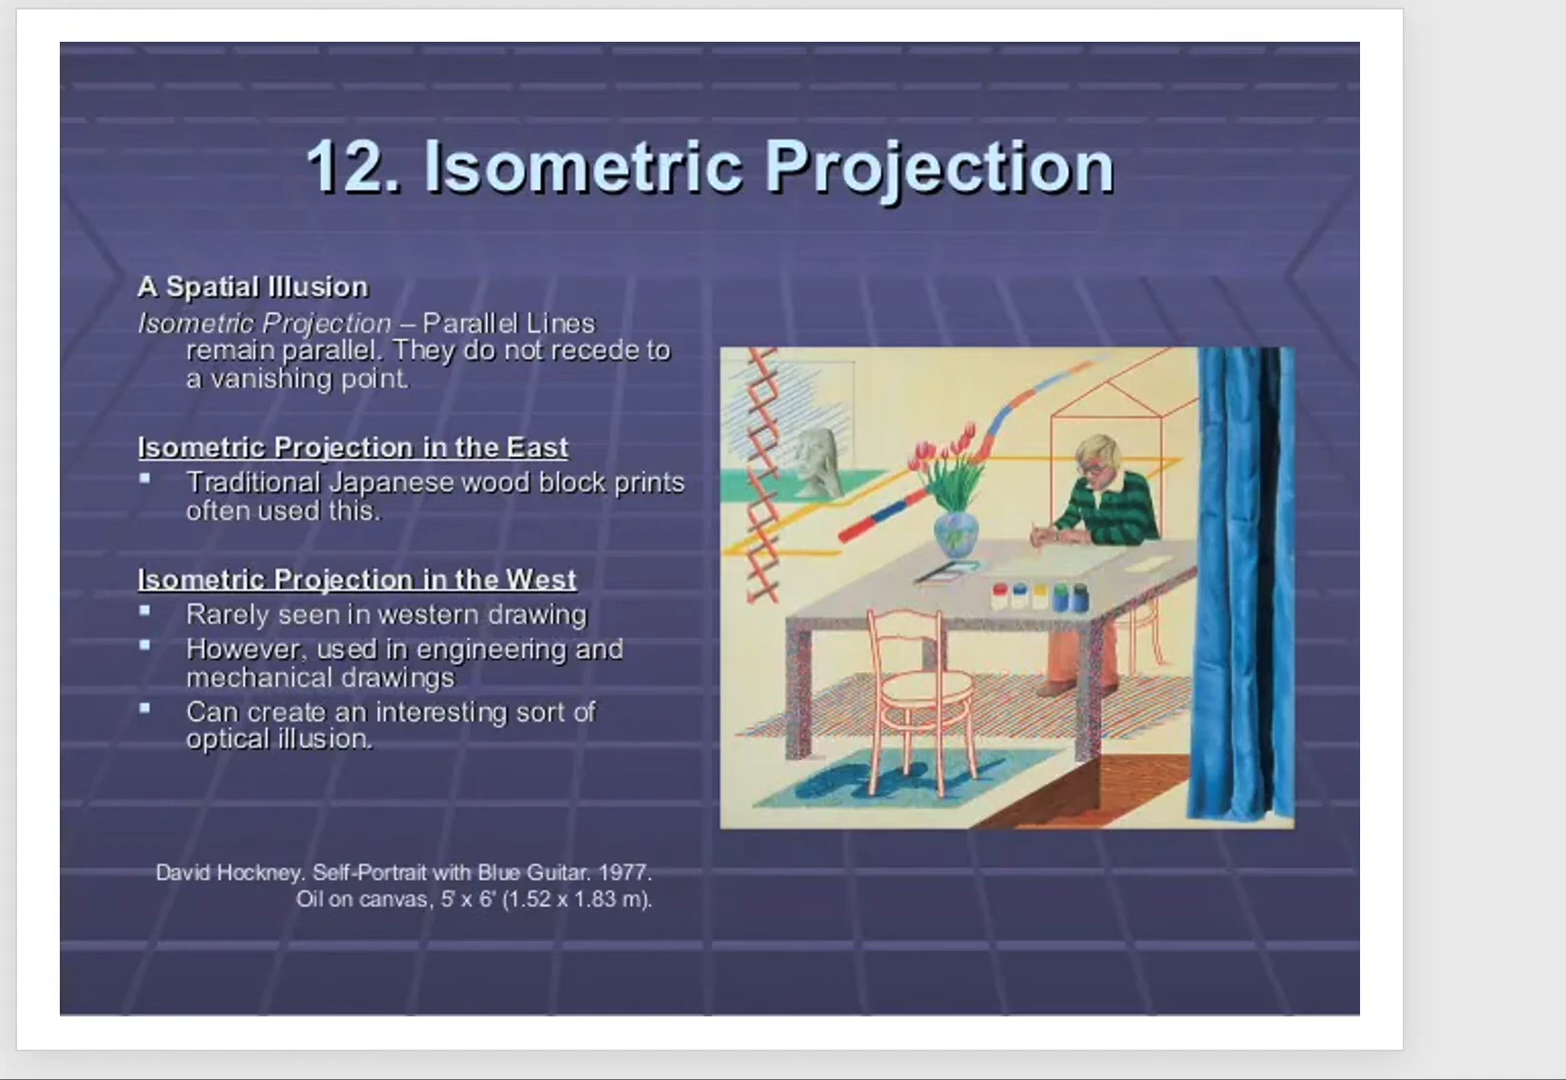 12. Isometric Projection
A Spatial Illusion
Isometric Projection – Parallel Lines
remain parallel. They do not recede to
a vanishing point.
Isometric Projection in the East
▪ Traditional Japanese wood block prints
often used this.
Isometric Projection in the West
▪ Rarely seen in western drawing
▪ However, used in engineering and
mechanical drawings
▪ Can create an interesting sort of
optical illusion.
David Hockney. Self-Portrait with Blue Guitar. 1977.
Oil on canvas, 5' x 6' (1.52 x 1.83 m).